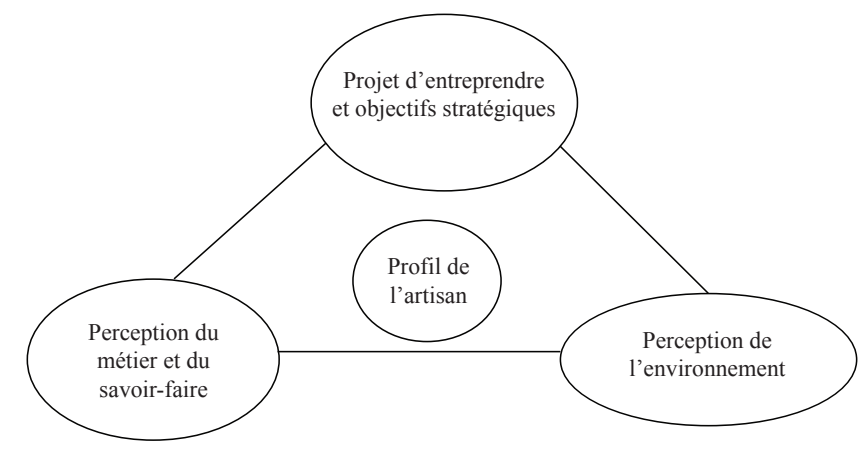 Projet d’entreprendre
et objectifs stratégiques
Profil de
l’artisan
Perception du
métier et du
savoir-faire
Perception de
l’environnement